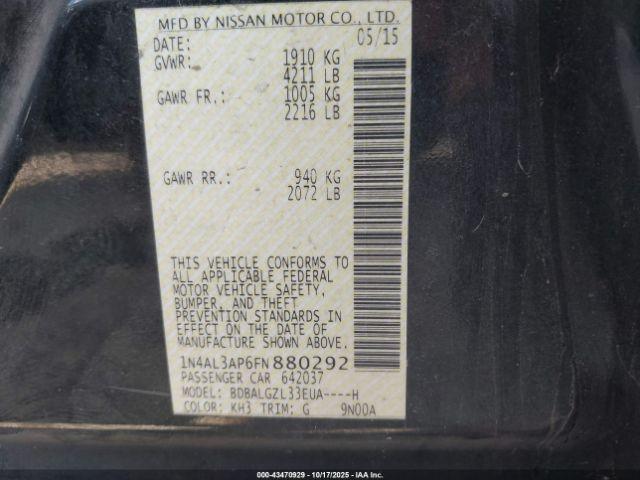 MFD BY NISSAN MOTOR CO., LTD.
DATE: 05/15
GVWR: 1910 KG
4211 LB
GAWR FR.: 1005 KG
2216 LB
GAWR RR.: 940 KG
2072 LB
THIS VEHICLE CONFORMS TO
ALL APPLICABLE FEDERAL
MOTOR VEHICLE SAFETY,
BUMPER, AND THEFT
PREVENTION STANDARDS IN
EFFECT ON THE DATE OF
MANUFACTURE SHOWN ABOVE.
1N4AL3AP6FN880292
PASSENGER CAR 642037
MODEL: BDBALGZL33EUA----H
COLOR: KH3 TRIM: G 9N00A
000-43470929 - 10/17/2025 - IAA Inc.